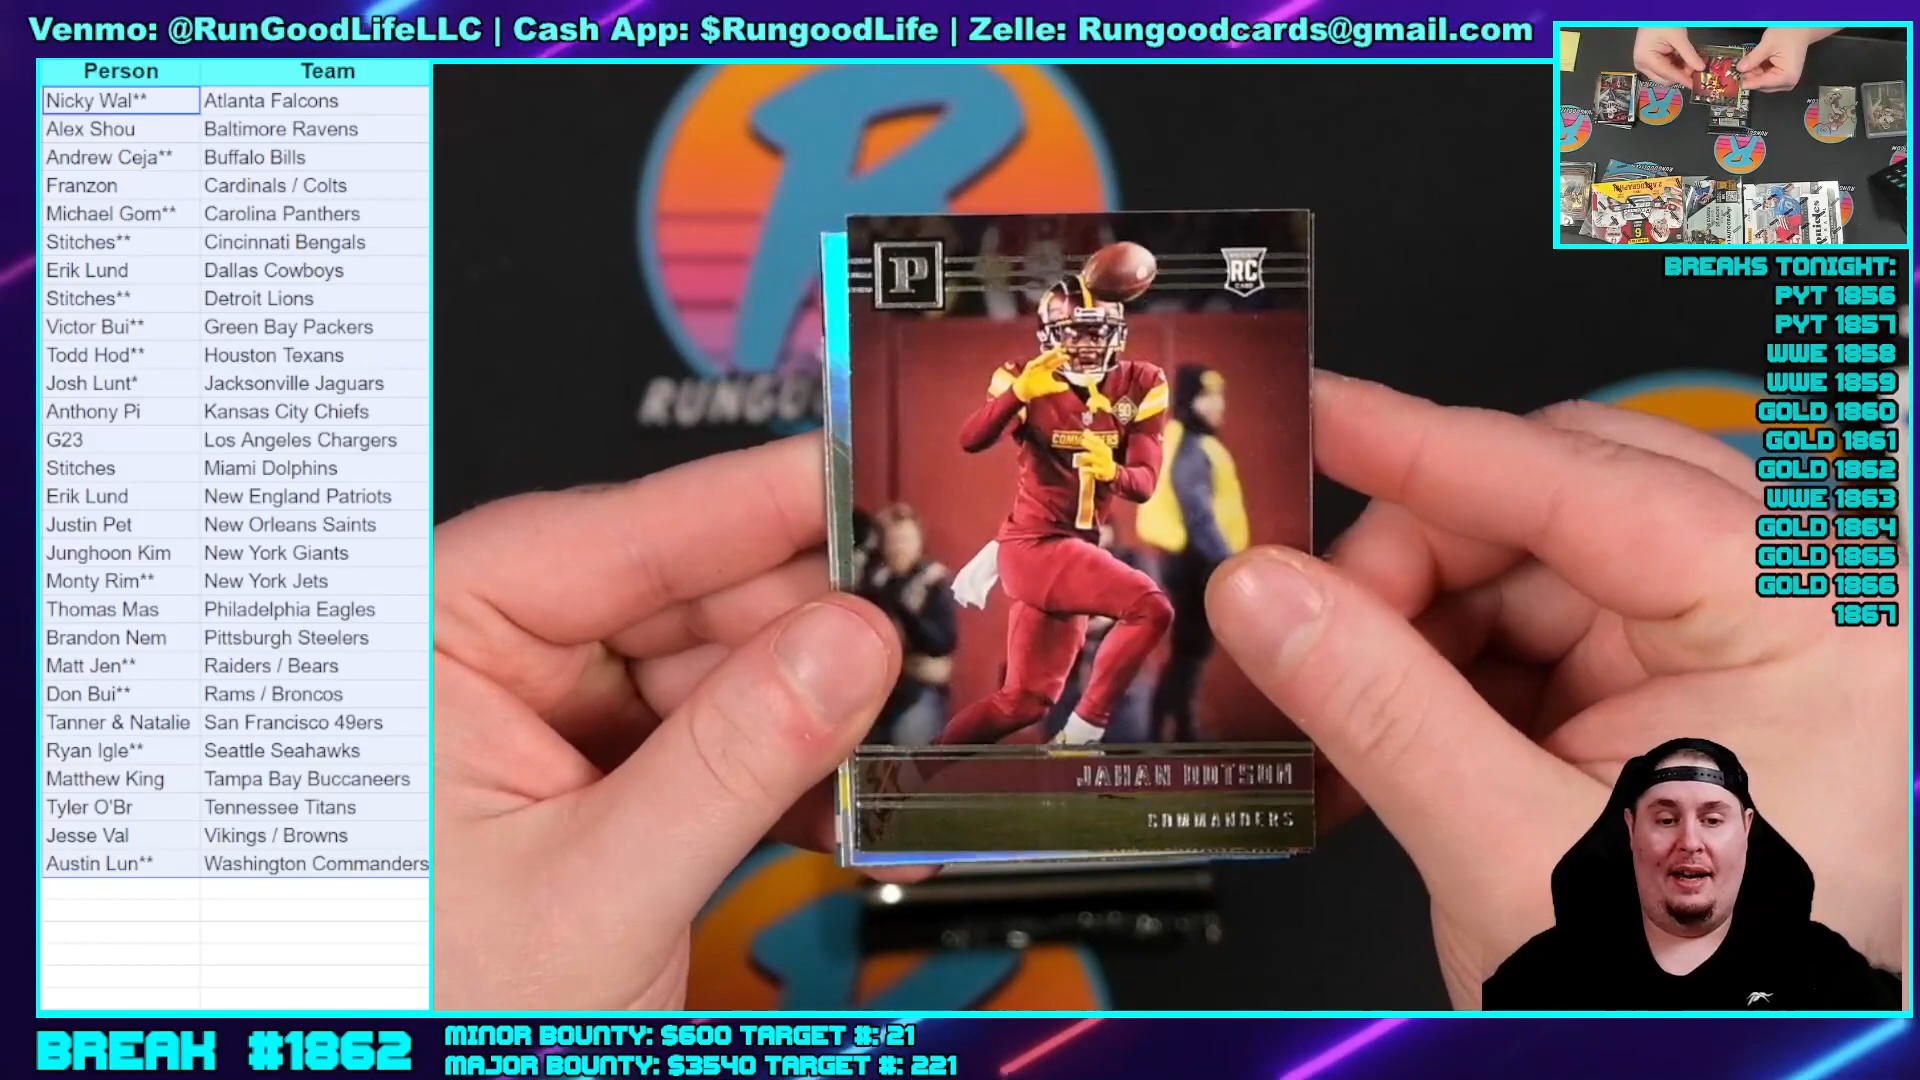 Venmo: @RunGoodLifeLLC | Cash App: $RungoodLife | Zelle: Rungoodcards@gmail.com
Person Team
Nicky Wal** Atlanta Falcons
Alex Shou Baltimore Ravens
Andrew Ceja** Buffalo Bills
Franzon Cardinals / Colts
Michael Gom** Carolina Panthers
Stitches** Cincinnati Bengals
Erik Lund Dallas Cowboys
Stitches** Detroit Lions
Victor Bui** Green Bay Packers
Todd Hod** Houston Texans
Josh Lunt* Jacksonville Jaguars
Anthony Pi Kansas City Chiefs
G23 Los Angeles Chargers
Stitches Miami Dolphins
Erik Lund New England Patriots
Justin Pet New Orleans Saints
Junghoon Kim New York Giants
Monty Rim** New York Jets
Thomas Mas Philadelphia Eagles
Brandon Nem Pittsburgh Steelers
Matt Jen** Raiders / Bears
Don Bui** Rams / Broncos
Tanner & Natalie San Francisco 49ers
Ryan Igle** Seattle Seahawks
Matthew King Tampa Bay Buccaneers
Tyler O'Br Tennessee Titans
Jesse Val Vikings / Browns
Austin Lun** Washington Commanders
P
RC
COMMANDERS
1
JAHAN DOTSON
COMMANDERS
BREAKS TONIGHT:
PYT 1856
PYT 1857
WWE 1858
WWE 1859
GOLD 1860
GOLD 1861
GOLD 1862
WWE 1863
GOLD 1864
GOLD 1865
GOLD 1866
1867
BREAK #1862
MINOR BOUNTY: $600 TARGET #: 21
MAJOR BOUNTY: $3540 TARGET #: 221